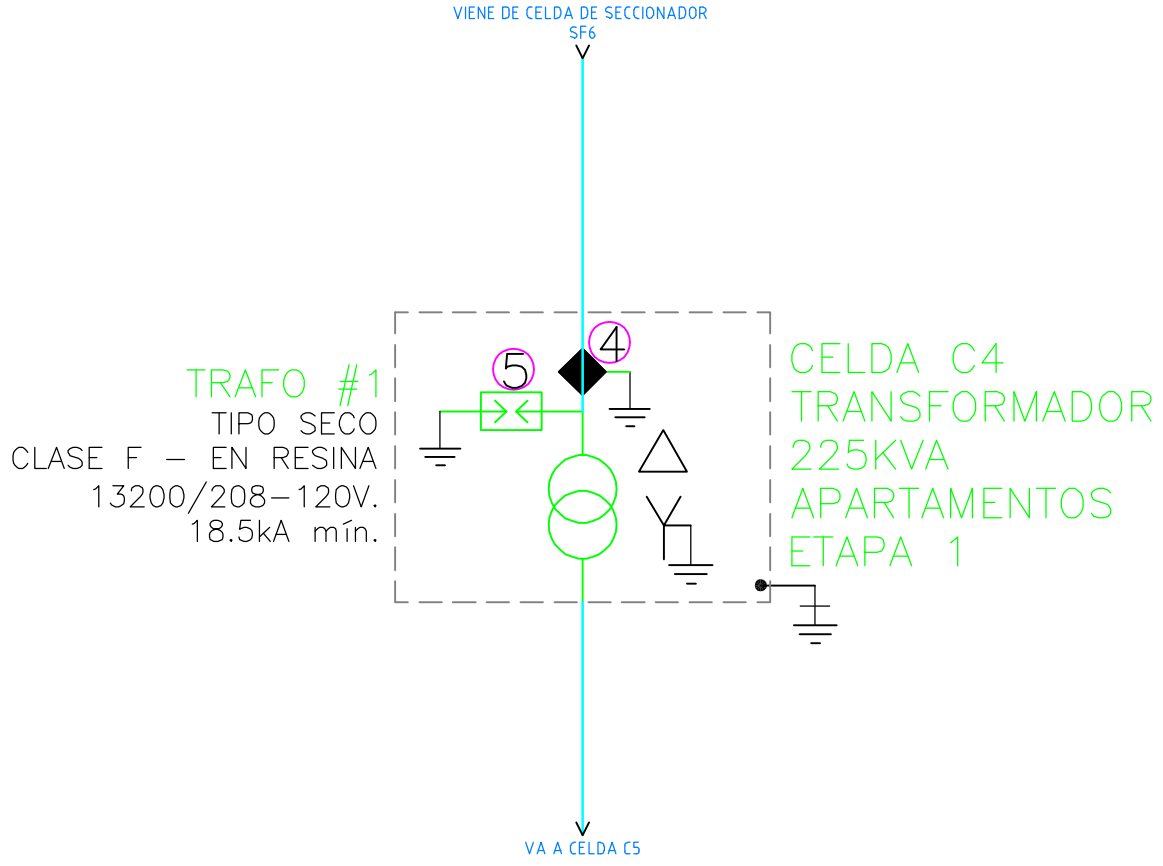 VIENE DE CELDA DE SECCIONADOR
SF6
4
5
TRAFO #1
TIPO SECO
CLASE F - EN RESINA
13200/208-120V.
18.5kA mín.
CELDA C4
TRANSFORMADOR
225KVA
APARTAMENTOS
ETAPA 1
VA A CELDA C5